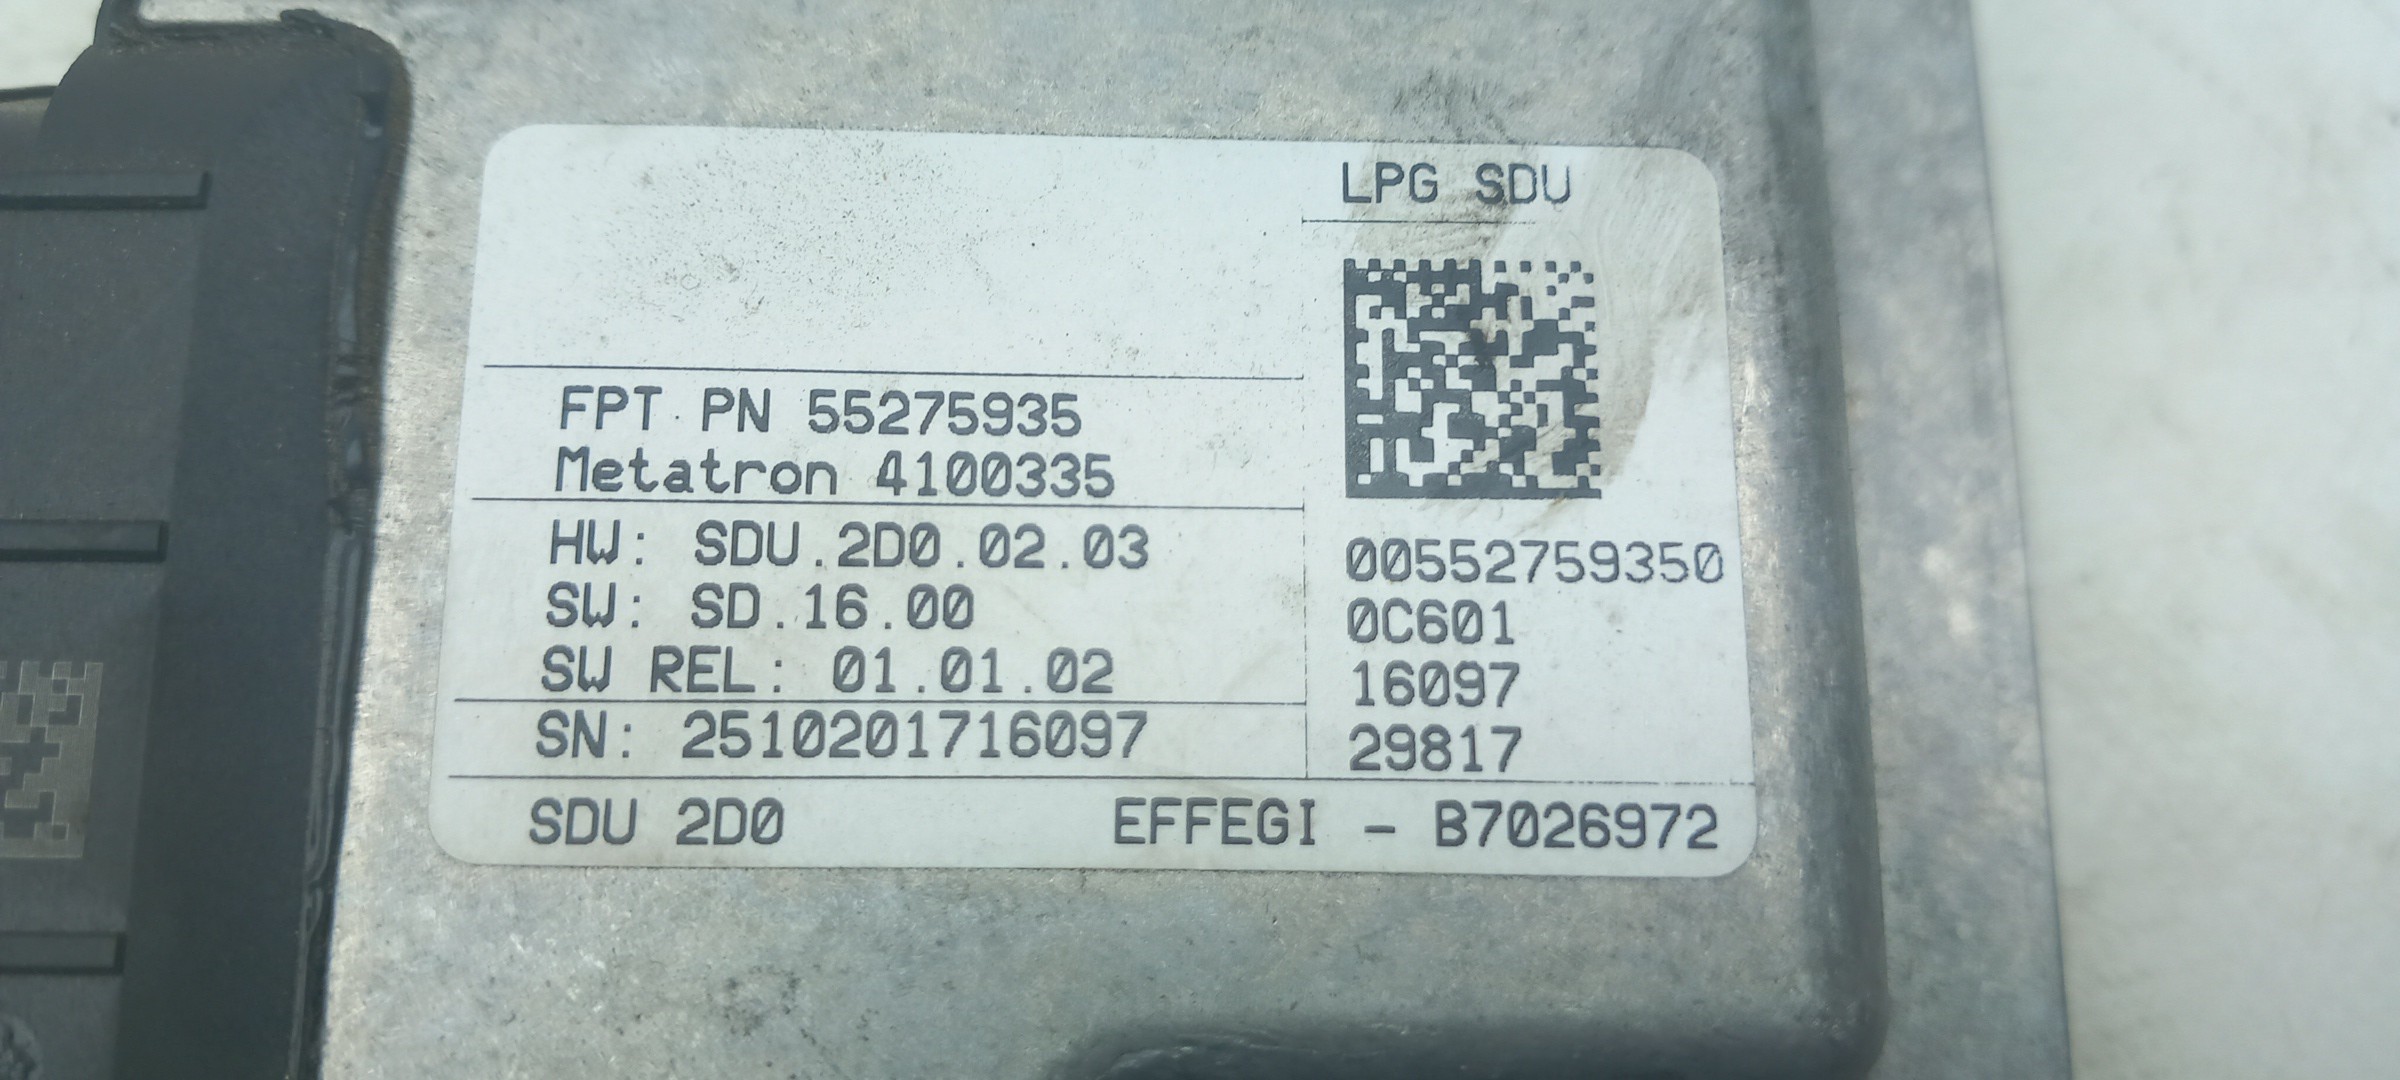 LPG SDU
FPT PN 55275935
Metatron 4100335
HW: SDU.2D0.02.03
SW: SD.16.00
SW REL: 01.01.02
SN: 2510201716097
00552759350
0C601
16097
29817
SDU 2D0 EFFEGI - B7026972